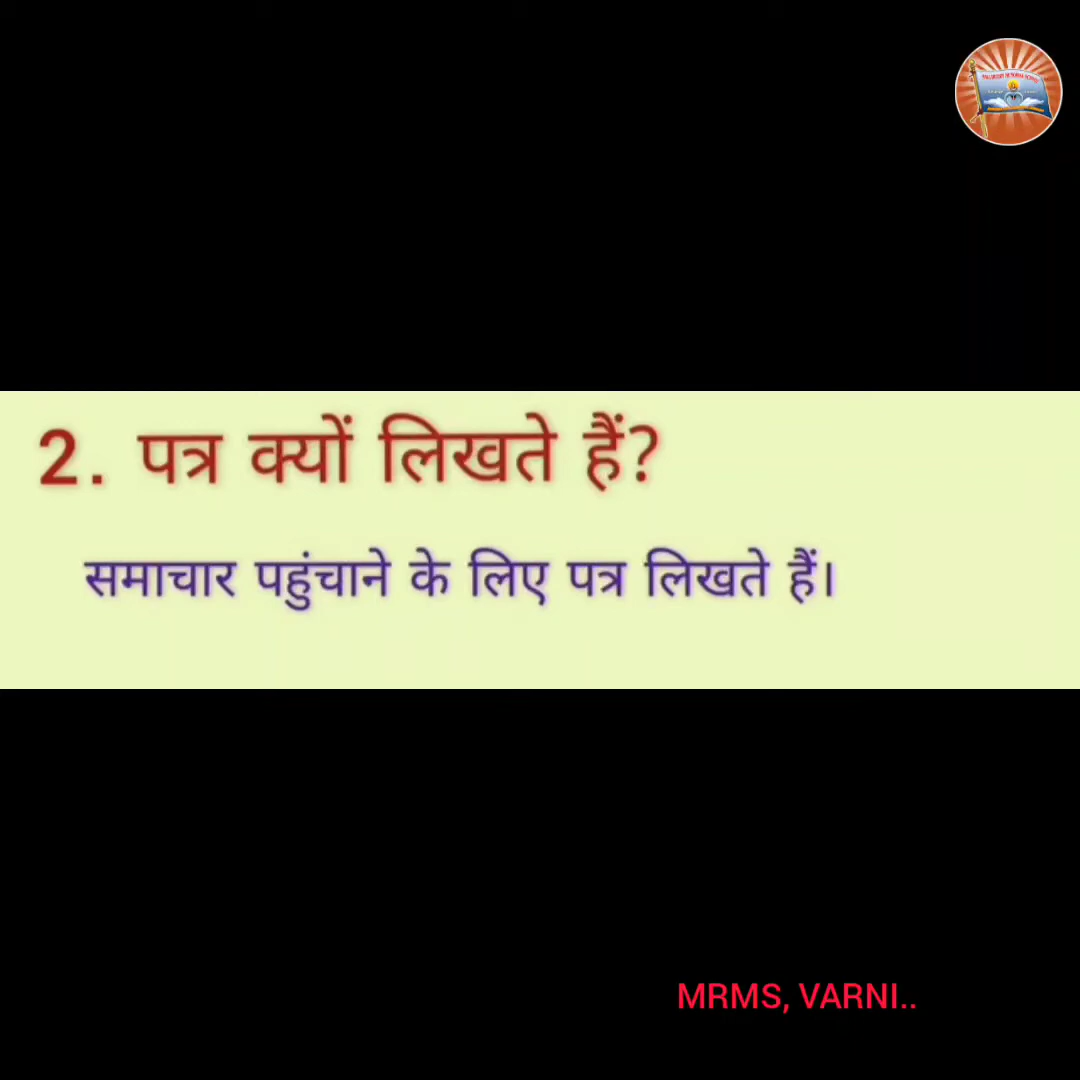 2. पत्र क्यों लिखते हैं?
समाचार पहुंचाने के लिए पत्र लिखते हैं।
MRMS, VARNI..